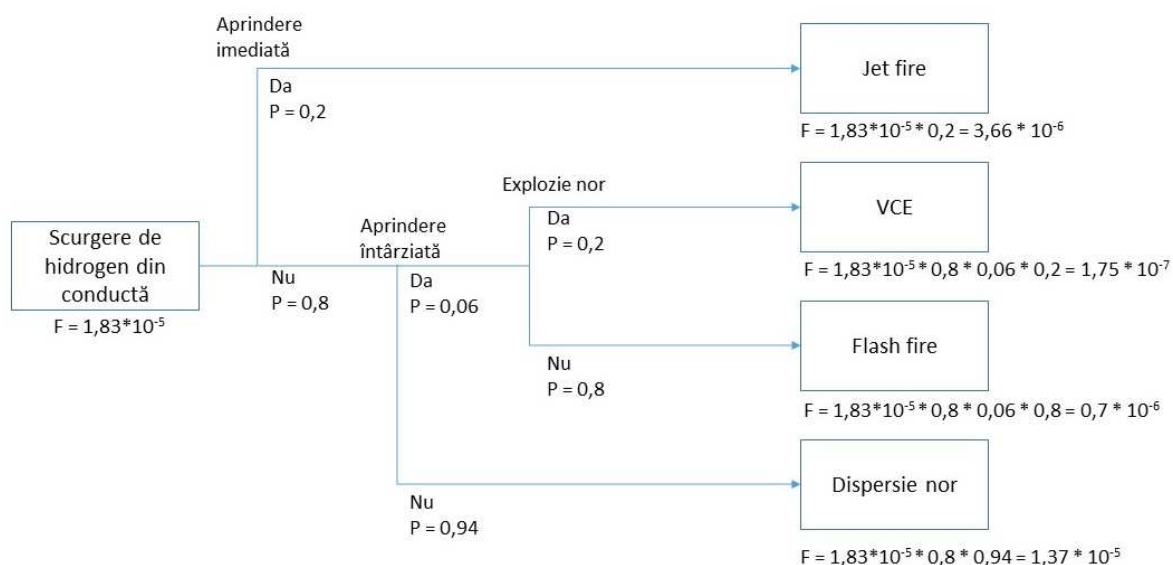 Aprindere
imediată
Da
P = 0,2
Jet fire
F = 1,83*10⁻⁵ * 0,2 = 3,66 * 10⁻⁶
Scurgere de
hidrogen din
conductă
F = 1,83*10⁻⁵
Nu
P = 0,8
Aprindere
întârziată
Da
P = 0,06
Explozie nor
Da
P = 0,2
VCE
F = 1,83*10⁻⁵ * 0,8 * 0,06 * 0,2 = 1,75 * 10⁻⁷
Nu
P = 0,8
Flash fire
F = 1,83*10⁻⁵ * 0,8 * 0,06 * 0,8 = 0,7 * 10⁻⁶
Nu
P = 0,94
Dispersie nor
F = 1,83*10⁻⁵ * 0,8 * 0,94 = 1,37 * 10⁻⁵